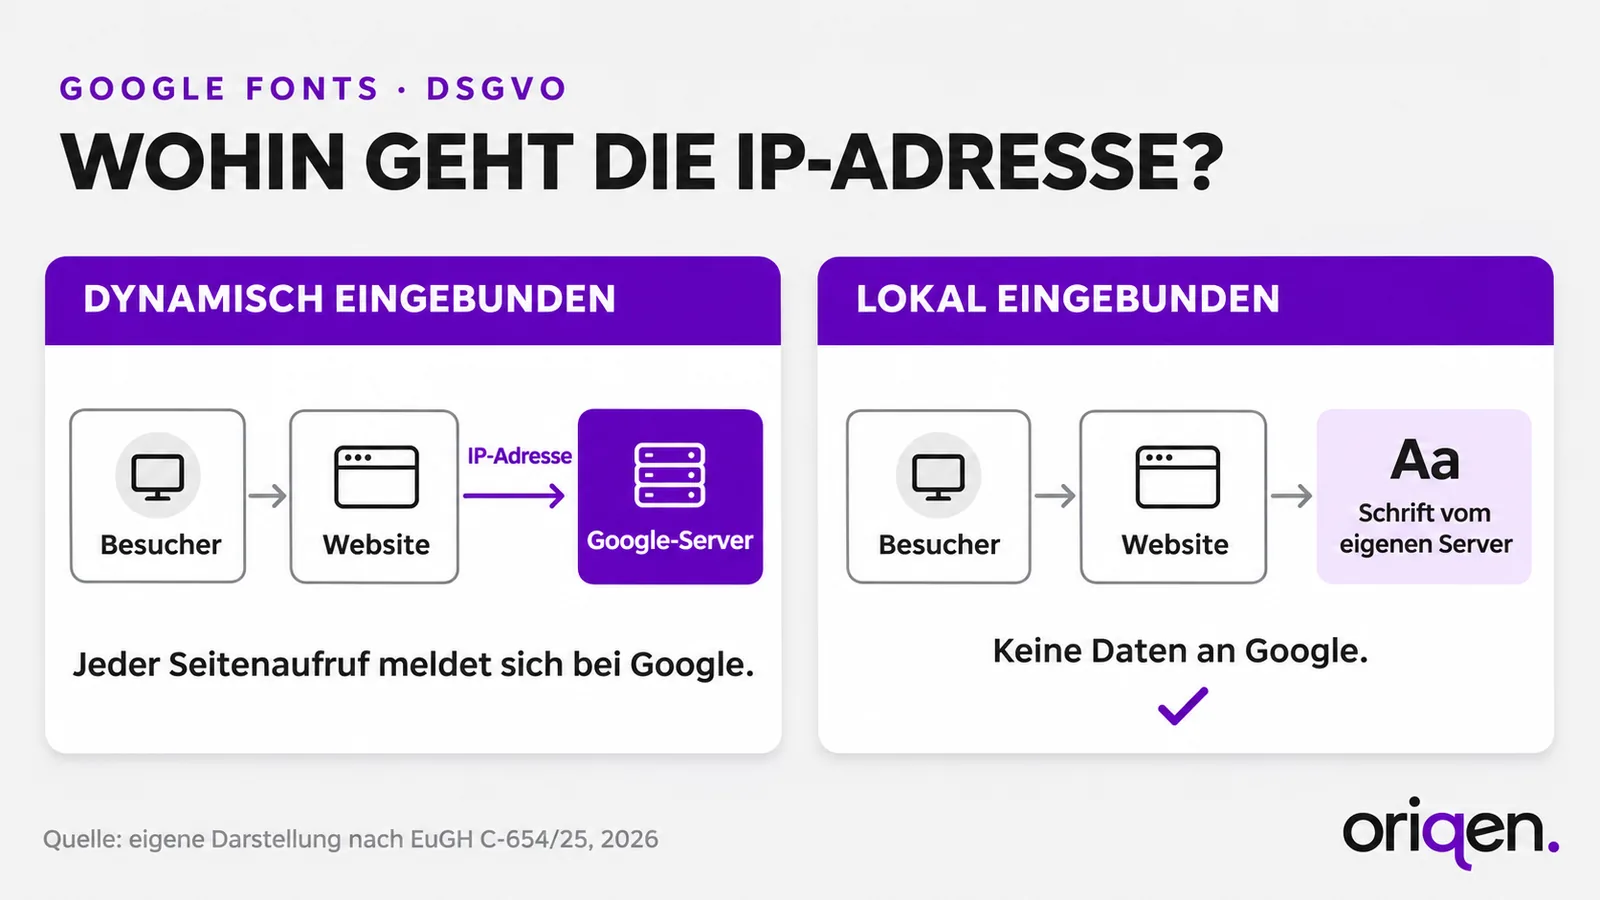 GOOGLE FONTS · DSGVO
WOHIN GEHT DIE IP-ADRESSE?
DYNAMISCH EINGEBUNDEN
Besucher
Website
IP-Adresse
Google-Server
Jeder Seitenaufruf meldet sich bei Google.
LOKAL EINGEBUNDEN
Besucher
Website
Aa
Schrift vom
eigenen Server
Keine Daten an Google.
Quelle: eigene Darstellung nach EuGH C-654/25, 2026
oriqen.